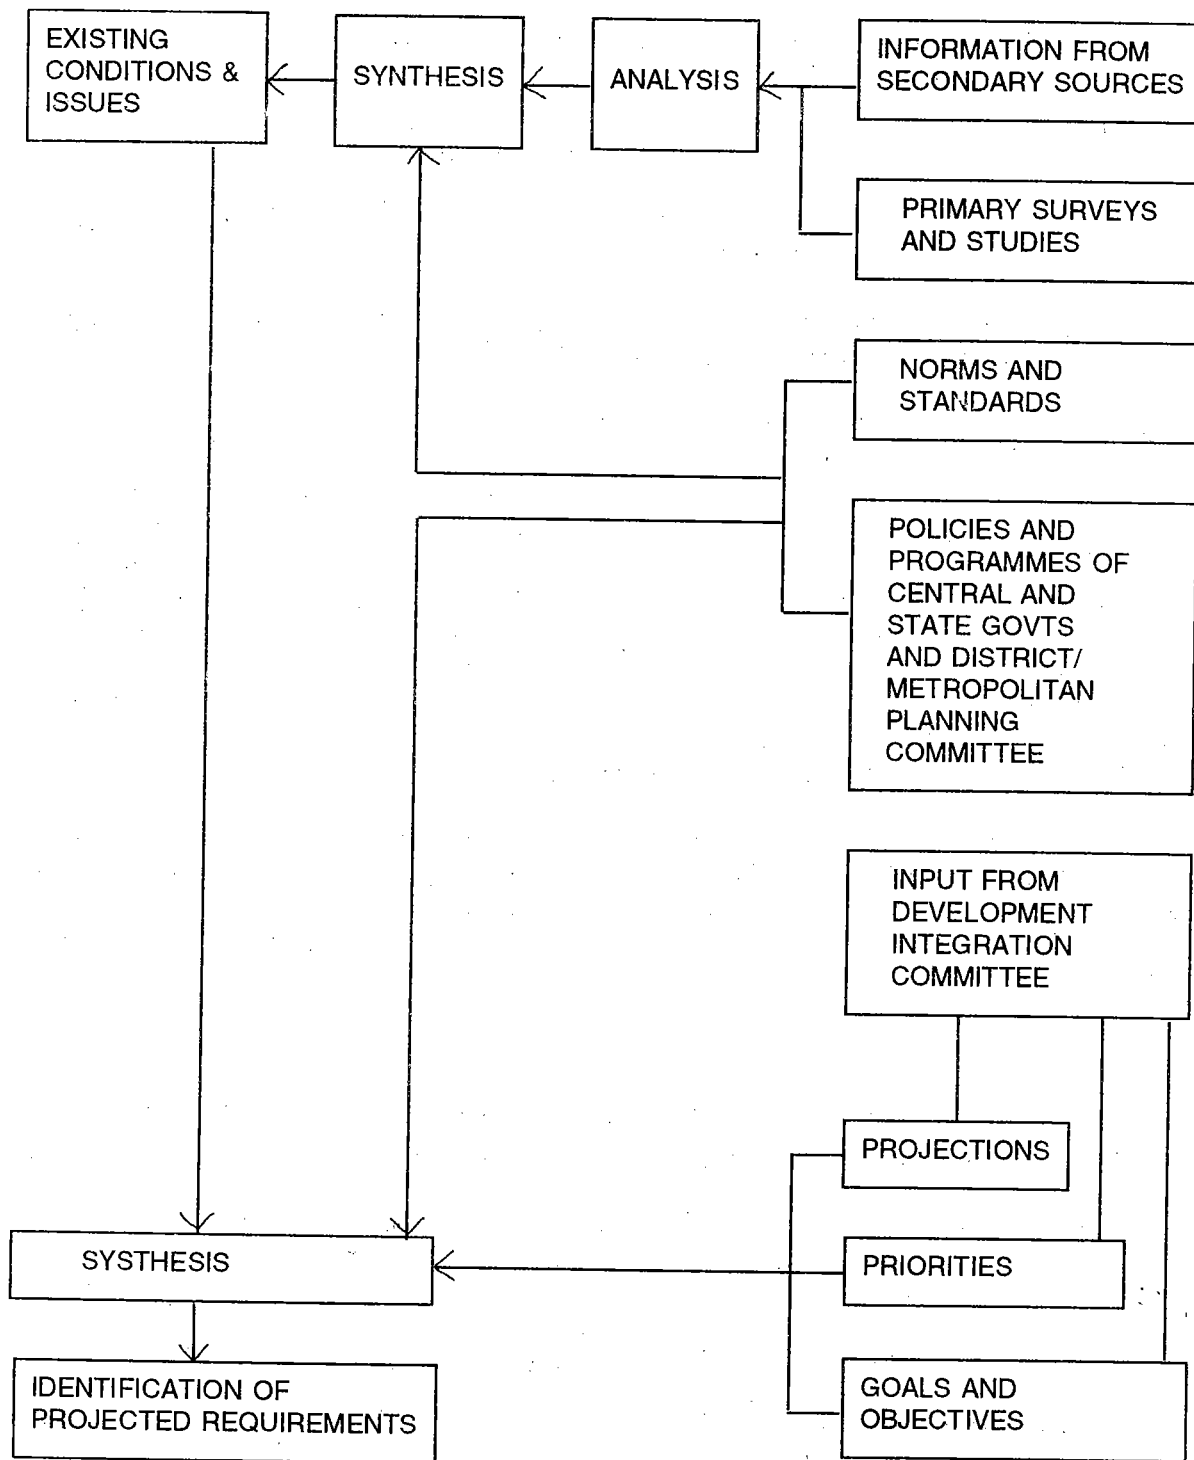 EXISTING
CONDITIONS &
ISSUES
SYNTHESIS
ANALYSIS
INFORMATION FROM
SECONDARY SOURCES
PRIMARY SURVEYS
AND STUDIES
NORMS AND
STANDARDS
POLICIES AND
PROGRAMMES OF
CENTRAL AND
STATE GOVTS
AND DISTRICT/
METROPOLITAN
PLANNING
COMMITTEE
INPUT FROM
DEVELOPMENT
INTEGRATION
COMMITTEE
PROJECTIONS
SYSTHESIS
PRIORITIES
IDENTIFICATION OF
PROJECTED REQUIREMENTS
GOALS AND
OBJECTIVES